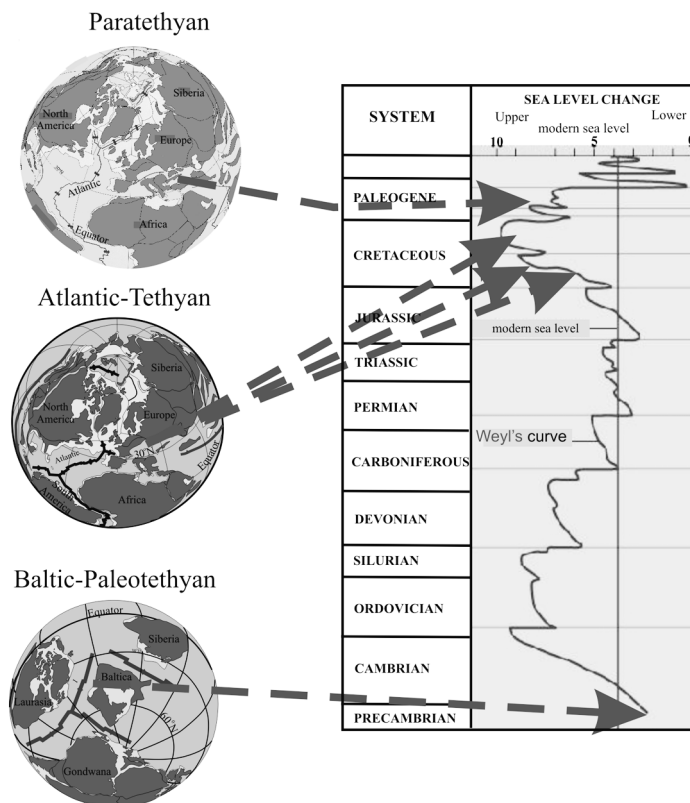 Paratethyan
Siberia
North
America
Europe
Atlantic
Africa
Equator
Atlantic-Tethyan
Siberia
North
America
Europe
Atlantic
30°N
Equator
South
America
Africa
Baltic-Paleotethyan
Equator
Siberia
Baltica
Laurasia
60°N
Gondwana
SYSTEM
SEA LEVEL CHANGE
Upper
Lower
modern sea level
10
5
PALEOGENE
CRETACEOUS
JURASSIC
modern sea level
TRIASSIC
PERMIAN
Weyl's curve
CARBONIFEROUS
DEVONIAN
SILURIAN
ORDOVICIAN
CAMBRIAN
PRECAMBRIAN